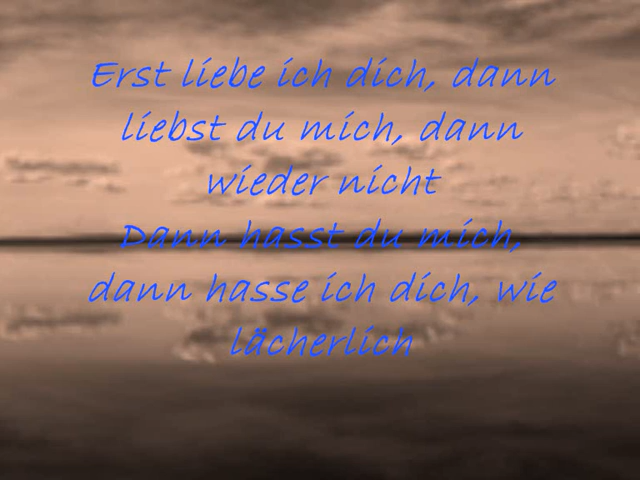 Erst liebe ich dich, dann
liebst du mich, dann
wieder nicht
Dann hasst du mich,
dann hasse ich dich, wie
lächerlich